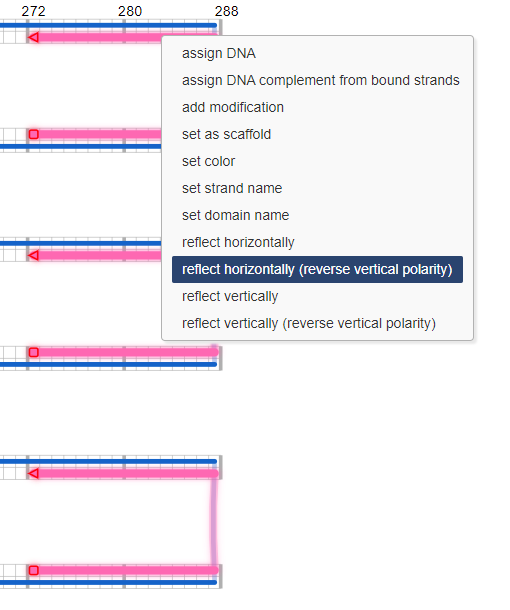 272 280 288
assign DNA
assign DNA complement from bound strands
add modification
set as scaffold
set color
set strand name
set domain name
reflect horizontally
reflect horizontally (reverse vertical polarity)
reflect vertically
reflect vertically (reverse vertical polarity)